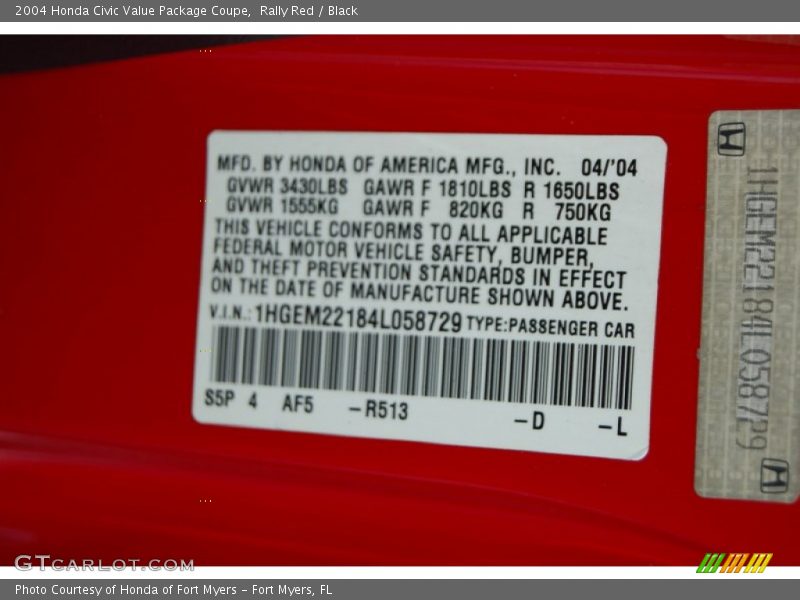 2004 Honda Civic Value Package Coupe,  Rally Red / Black
MFD. BY HONDA OF AMERICA MFG., INC. 04/'04
GVWR 3430LBS GAWR F 1810LBS R 1650LBS
GVWR 1555KG GAWR F 820KG R 750KG
THIS VEHICLE CONFORMS TO ALL APPLICABLE
FEDERAL MOTOR VEHICLE SAFETY, BUMPER,
AND THEFT PREVENTION STANDARDS IN EFFECT
ON THE DATE OF MANUFACTURE SHOWN ABOVE.
V.I.N.: 1HGEM22184L058729 TYPE:PASSENGER CAR
S5P 4 AF5 –R513 –D –L
1HGEM22184L058729
GTCarLot.com
Photo Courtesy of Honda of Fort Myers – Fort Myers, FL